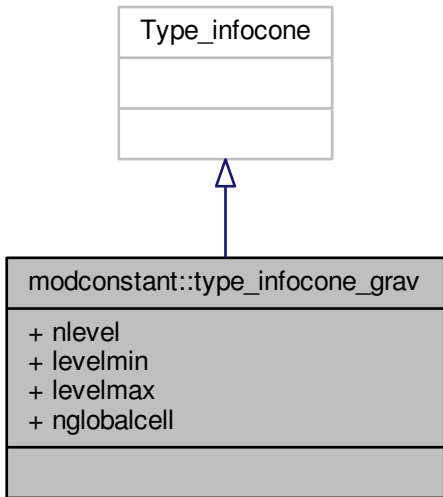 Type_infocone
modconstant::type_infocone_grav
+ nlevel
+ levelmin
+ levelmax
+ nglobalcell